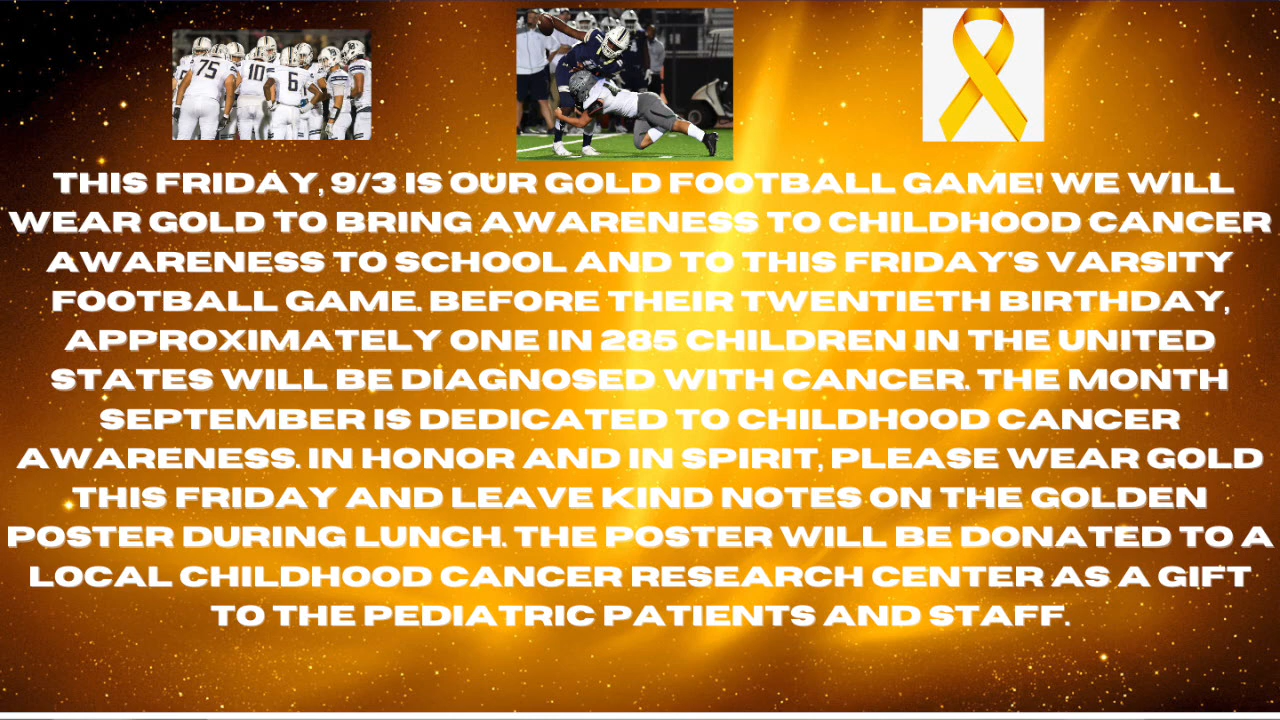 75 10 6
THIS FRIDAY, 9/3 IS OUR GOLD FOOTBALL GAME! WE WILL
WEAR GOLD TO BRING AWARENESS TO CHILDHOOD CANCER
AWARENESS TO SCHOOL AND TO THIS FRIDAY'S VARSITY
FOOTBALL GAME. BEFORE THEIR TWENTIETH BIRTHDAY,
APPROXIMATELY ONE IN 285 CHILDREN IN THE UNITED
STATES WILL BE DIAGNOSED WITH CANCER. THE MONTH
SEPTEMBER IS DEDICATED TO CHILDHOOD CANCER
AWARENESS. IN HONOR AND IN SPIRIT, PLEASE WEAR GOLD
THIS FRIDAY AND LEAVE KIND NOTES ON THE GOLDEN
POSTER DURING LUNCH. THE POSTER WILL BE DONATED TO A
LOCAL CHILDHOOD CANCER RESEARCH CENTER AS A GIFT
TO THE PEDIATRIC PATIENTS AND STAFF.